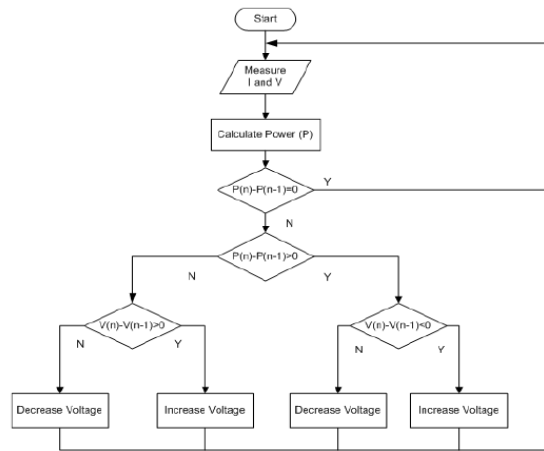 Start
Measure
I and V
Calculate Power (P)
P(n)-P(n-1)=0
Y
N
P(n)-P(n-1)>0
N
Y
V(n)-V(n-1)>0
V(n)-V(n-1)<0
N
Y
N
Y
Decrease Voltage
Increase Voltage
Decrease Voltage
Increase Voltage